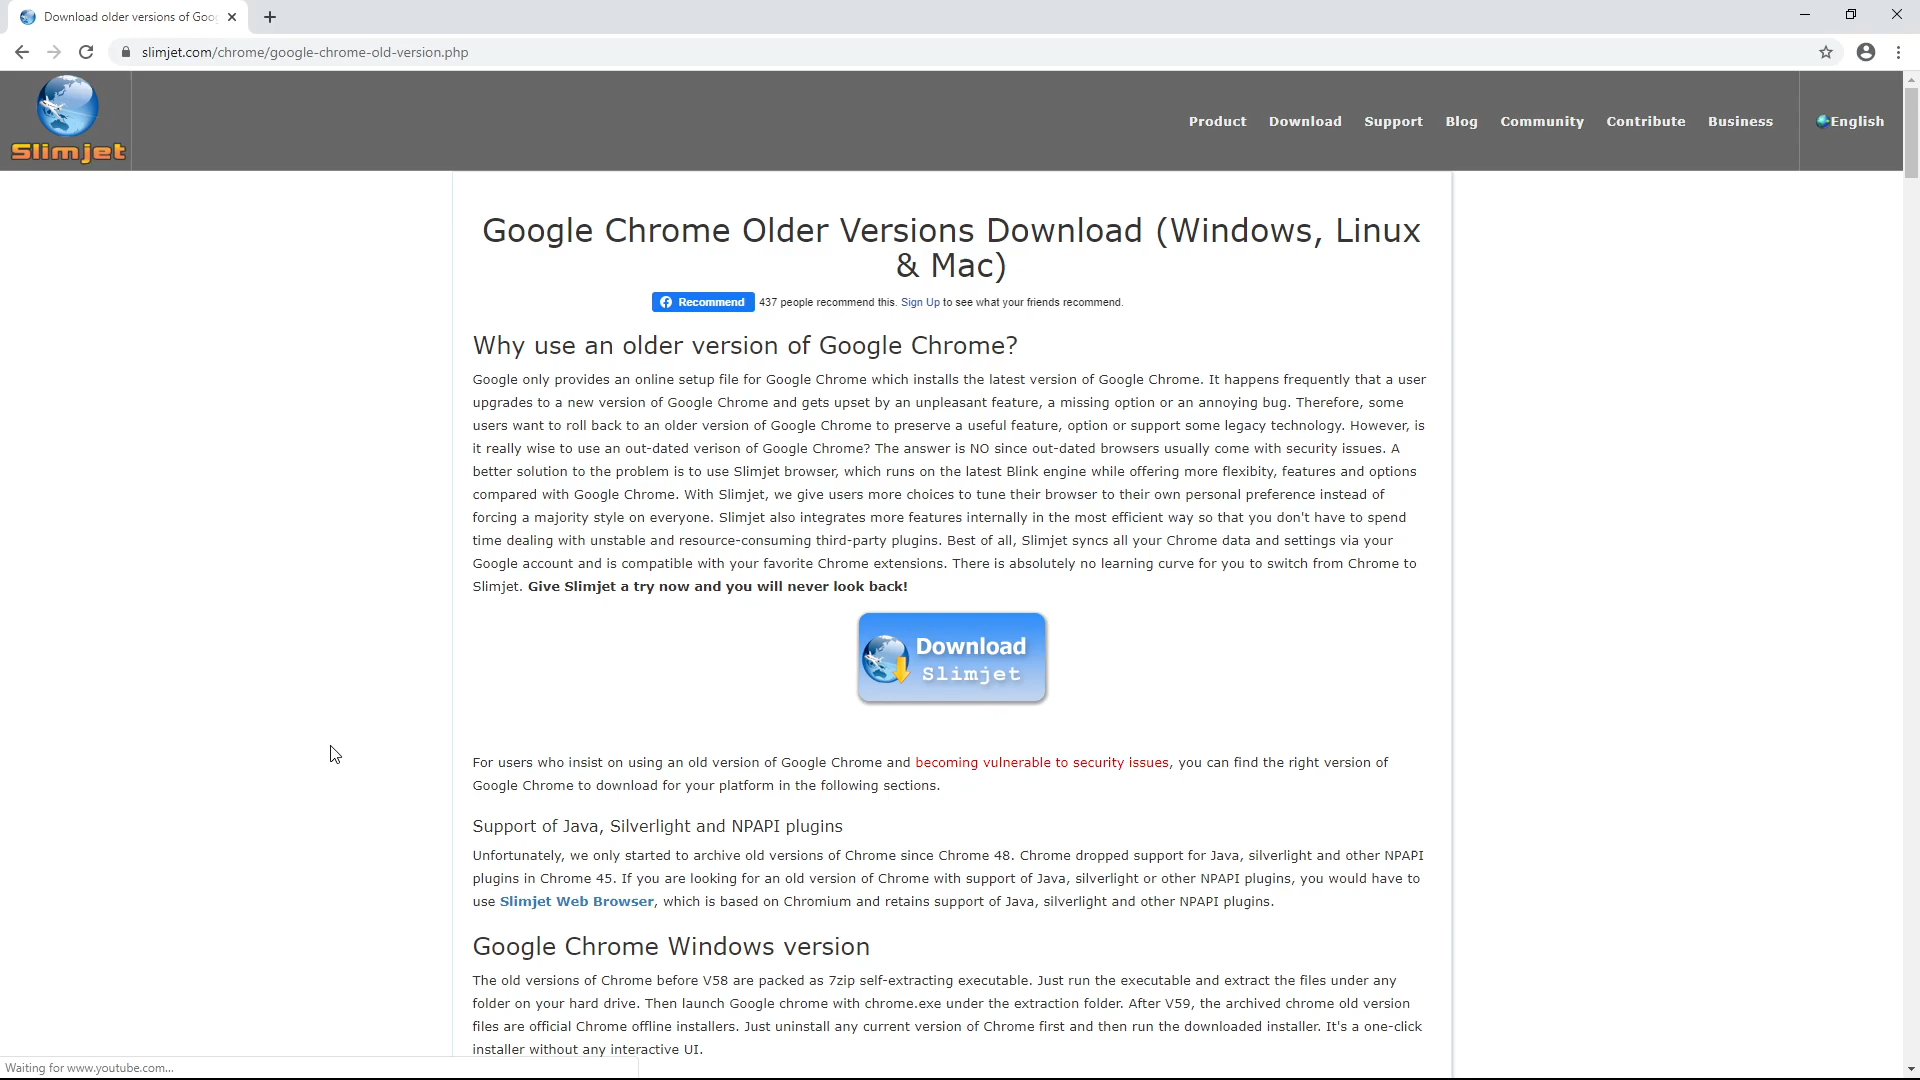 Download older versions of Goo
slimjet.com/chrome/google-chrome-old-version.php
Slimjet
Product Download Support Blog Community Contribute Business English
Google Chrome Older Versions Download (Windows, Linux
& Mac)
Recommend 437 people recommend this. Sign Up to see what your friends recommend.
Why use an older version of Google Chrome?
Google only provides an online setup file for Google Chrome which installs the latest version of Google Chrome. It happens frequently that a user
upgrades to a new version of Google Chrome and gets upset by an unpleasant feature, a missing option or an annoying bug. Therefore, some
users want to roll back to an older version of Google Chrome to preserve a useful feature, option or support some legacy technology. However, is
it really wise to use an out-dated verison of Google Chrome? The answer is NO since out-dated browsers usually come with security issues. A
better solution to the problem is to use Slimjet browser, which runs on the latest Blink engine while offering more flexibity, features and options
compared with Google Chrome. With Slimjet, we give users more choices to tune their browser to their own personal preference instead of
forcing a majority style on everyone. Slimjet also integrates more features internally in the most efficient way so that you don't have to spend
time dealing with unstable and resource-consuming third-party plugins. Best of all, Slimjet syncs all your Chrome data and settings via your
Google account and is compatible with your favorite Chrome extensions. There is absolutely no learning curve for you to switch from Chrome to
Slimjet. Give Slimjet a try now and you will never look back!
Download
Slimjet
For users who insist on using an old version of Google Chrome and becoming vulnerable to security issues, you can find the right version of
Google Chrome to download for your platform in the following sections.
Support of Java, Silverlight and NPAPI plugins
Unfortunately, we only started to archive old versions of Chrome since Chrome 48. Chrome dropped support for Java, silverlight and other NPAPI
plugins in Chrome 45. If you are looking for an old version of Chrome with support of Java, silverlight or other NPAPI plugins, you would have to
use Slimjet Web Browser, which is based on Chromium and retains support of Java, silverlight and other NPAPI plugins.
Google Chrome Windows version
The old versions of Chrome before V58 are packed as 7zip self-extracting executable. Just run the executable and extract the files under any
folder on your hard drive. Then launch Google chrome with chrome.exe under the extraction folder. After V59, the archived chrome old version
files are official Chrome offline installers. Just uninstall any current version of Chrome first and then run the downloaded installer. It's a one-click
installer without any interactive UI.
Waiting for www.youtube.com...